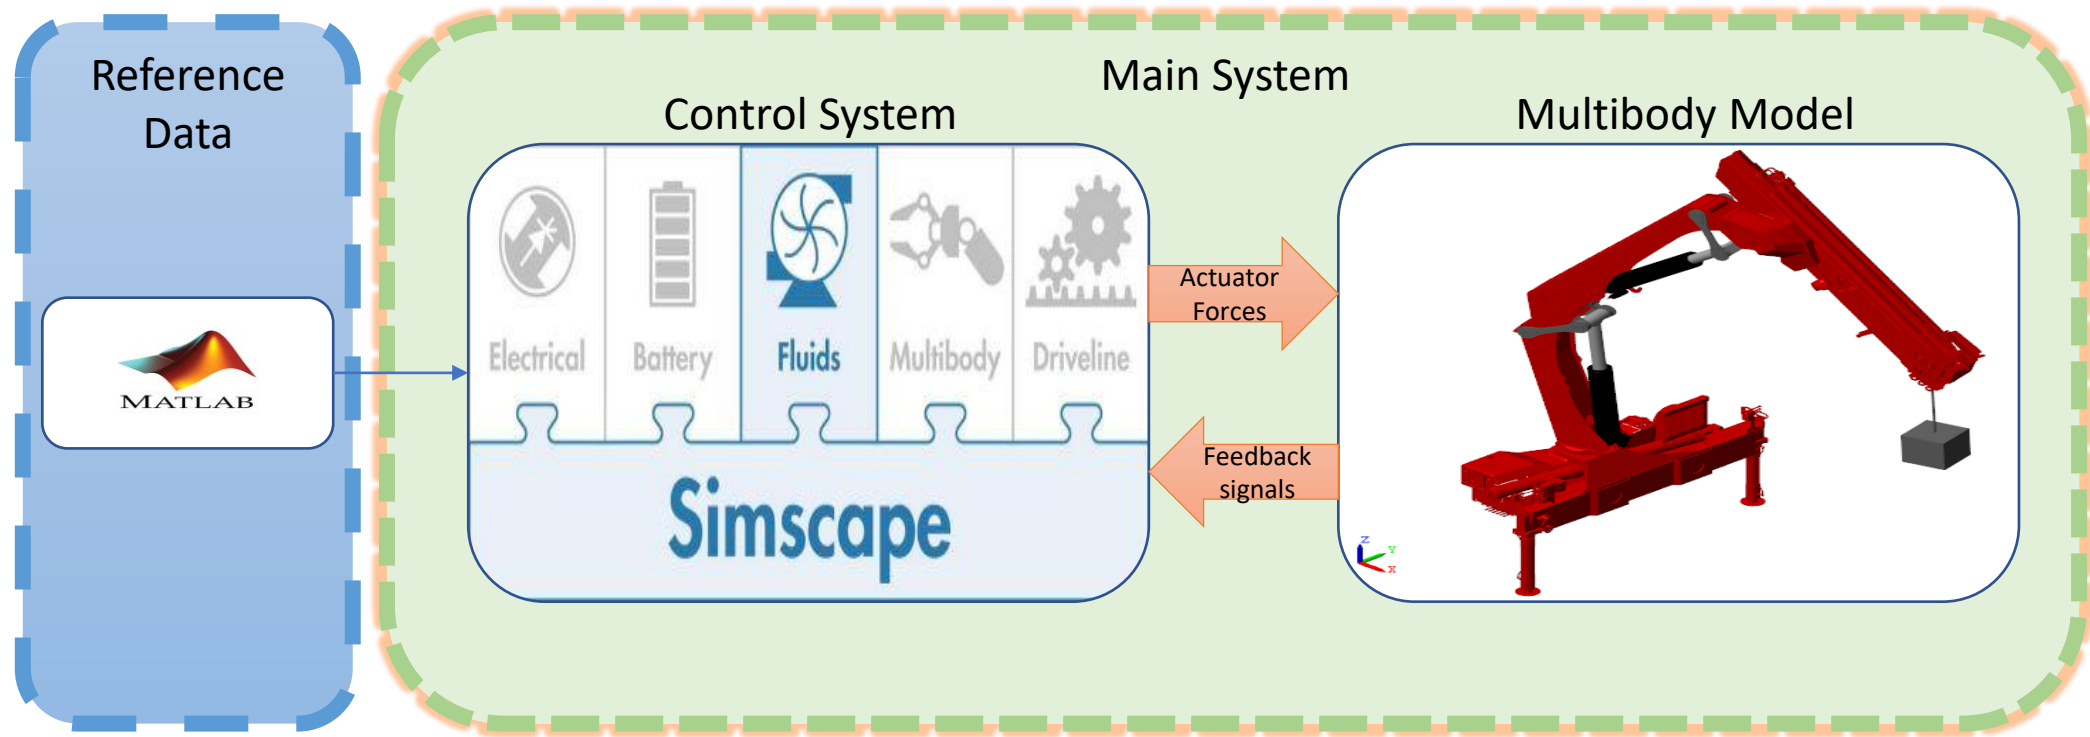 Reference
Data
MATLAB
Main System
Control System
Electrical
Battery
Fluids
Multibody
Driveline
Simscape
Actuator
Forces
Feedback
signals
Multibody Model
Z
Y
X